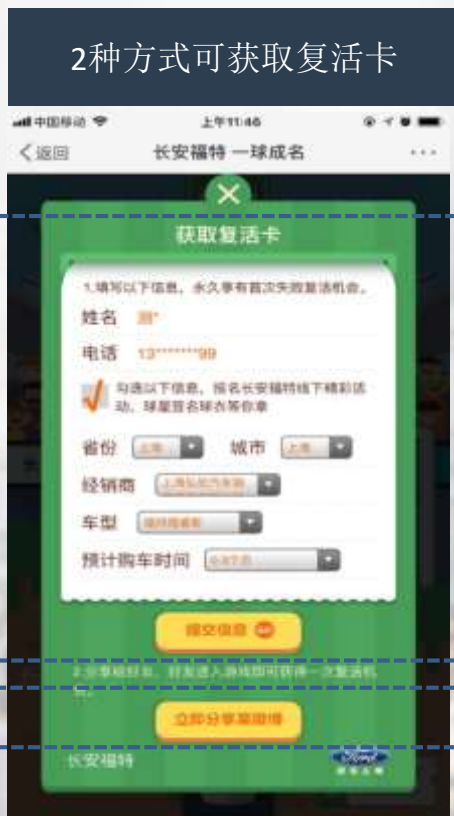 2种方式可获取复活卡
中国移动
上午11:46
返回
长安福特 一球成名
获取复活卡
1.填写以下信息，永久享有首次失败复活机会。
姓名
电话 13*******99
勾选以下信息，报名长安福特线下精彩活
动，球星签名球衣等你拿
省份 上海 城市 上海
经销商
车型
预计购车时间
提交信息 GO
2.分享给好友，好友进入游戏即可获得一次复活机
会。
立即分享至微博
长安福特
Ford